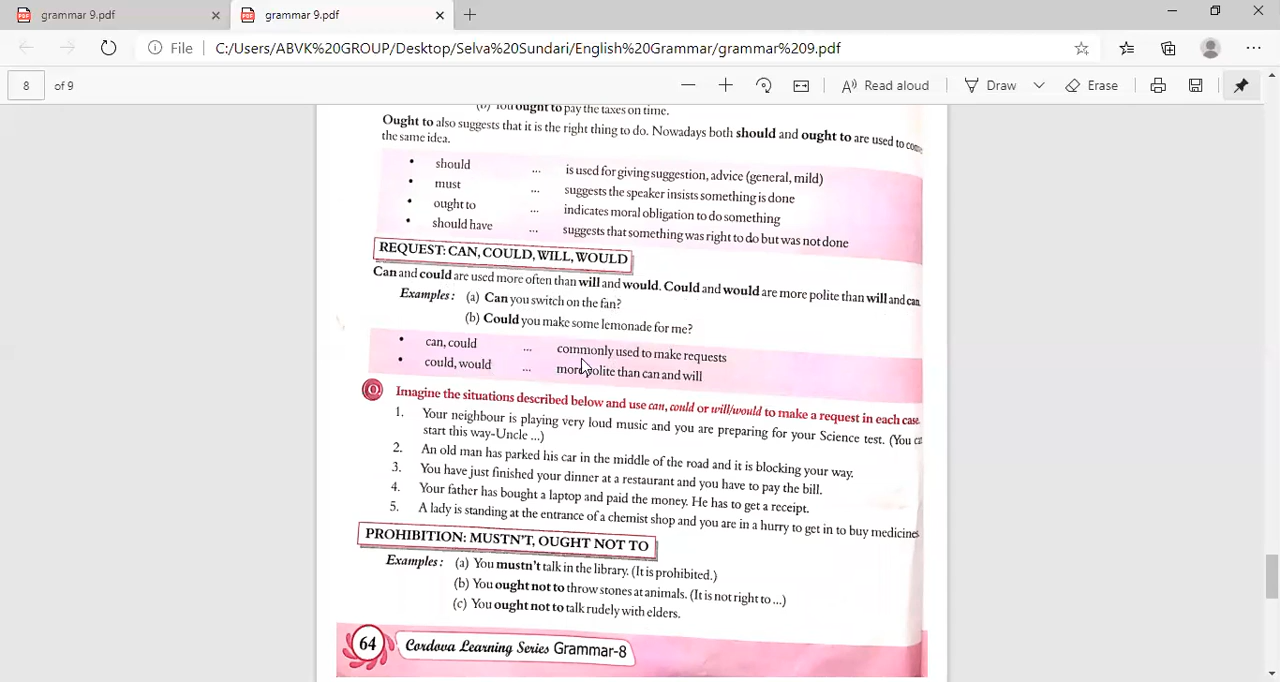 grammar 9.pdf
grammar 9.pdf
File
C:/Users/ABVK%20GROUP/Desktop/Selva%20Sundari/English%20Grammar/grammar%209.pdf
8 of 9
Read aloud
Draw
Erase
ought to pay the taxes on time.
Ought to also suggests that it is the right thing to do. Nowadays both should and ought to are used to
the same idea.
• should ... is used for giving suggestion, advice (general, mild)
• must ... suggests the speaker insists something is done
• ought to ... indicates moral obligation to do something
• should have ... suggests that something was right to do but was not done
REQUEST: CAN, COULD, WILL, WOULD
Can and could are used more often than will and would. Could and would are more polite than will and can.
Examples: (a) Can you switch on the fan?
(b) Could you make some lemonade for me?
• can, could ... commonly used to make requests
• could, would ... more polite than can and will
Q Imagine the situations described below and use can, could or will/would to make a request in each case.
1. Your neighbour is playing very loud music and you are preparing for your Science test. (You
start this way-Uncle ...)
2. An old man has parked his car in the middle of the road and it is blocking your way.
3. You have just finished your dinner at a restaurant and you have to pay the bill.
4. Your father has bought a laptop and paid the money. He has to get a receipt.
5. A lady is standing at the entrance of a chemist shop and you are in a hurry to get in to buy medicines
PROHIBITION: MUSTN'T, OUGHT NOT TO
Examples: (a) You mustn't talk in the library. (It is prohibited.)
(b) You ought not to throw stones at animals. (It is not right to ...)
(c) You ought not to talk rudely with elders.
64 Cordova Learning Series Grammar-8